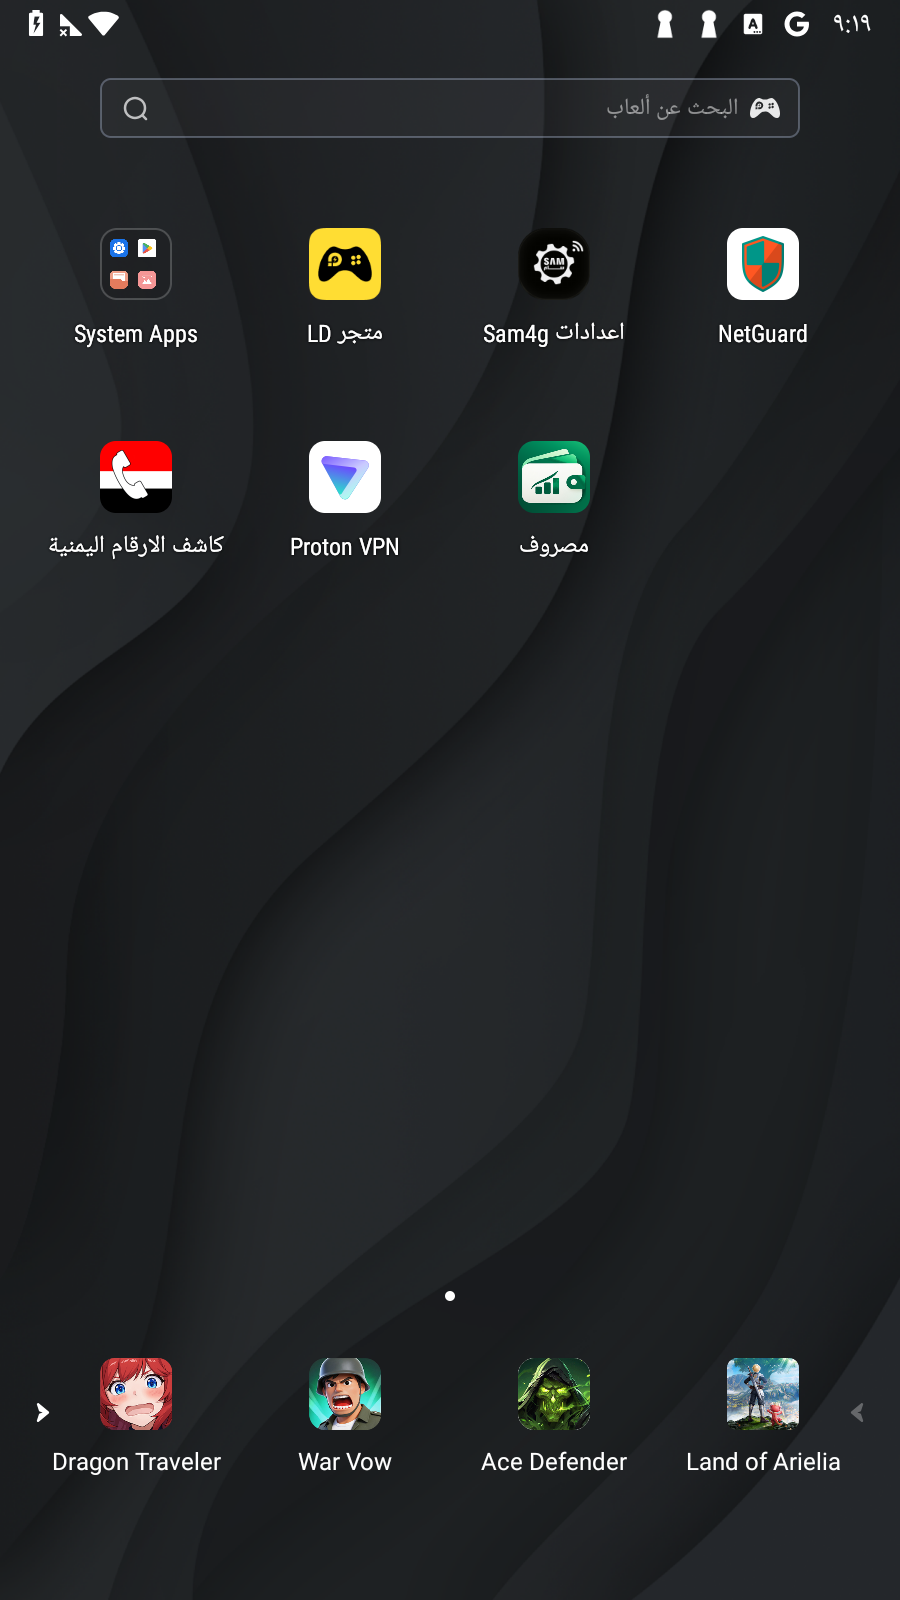 ٩:١٩
البحث عن ألعاب
System Apps
متجر LD
اعدادات Sam4g
SAM
NetGuard
كاشف الارقام اليمنية
Proton VPN
مصروف
Dragon Traveler
War Vow
Ace Defender
Land of Arielia